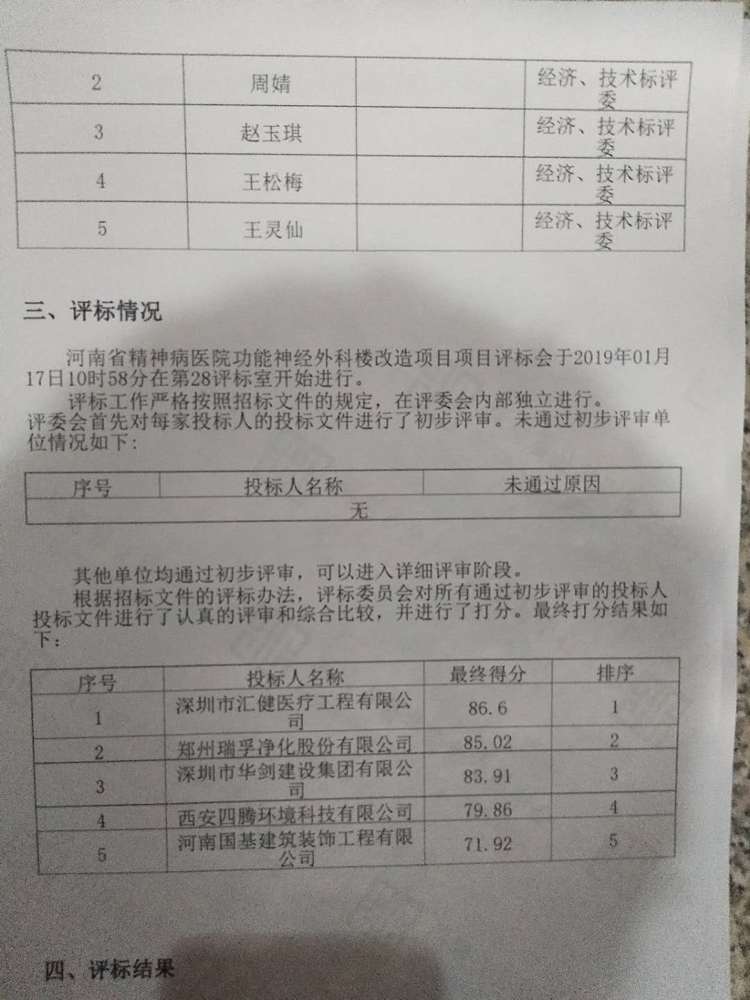 2 周婧 经济、技术标评
委
3 赵玉琪 经济、技术标评
委
4 王松梅 经济、技术标评
委
5 王灵仙 经济、技术标评
委
三、评标情况
河南省精神病医院功能神经外科楼改造项目项目评标会于2019年01月
17日10时58分在第28评标室开始进行。
评标工作严格按照招标文件的规定，在评委会内部独立进行。
评委会首先对每家投标人的投标文件进行了初步评审。未通过初步评审单
位情况如下：
序号 投标人名称 未通过原因
无
其他单位均通过初步评审，可以进入详细评审阶段。
根据招标文件的评标办法，评标委员会对所有通过初步评审的投标人
投标文件进行了认真的评审和综合比较，并进行了打分。最终打分结果如
下：
序号 投标人名称 最终得分 排序
1 深圳市汇健医疗工程有限公 86.6 1
司
2 郑州瑞孚净化股份有限公司 85.02 2
3 深圳市华剑建设集团有限公 83.91 3
司
4 西安四腾环境科技有限公司 79.86 4
5 河南国基建筑装饰工程有限 71.92 5
公司
四、评标结果